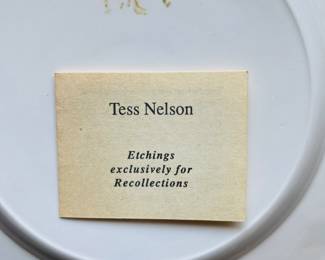 Tess Nelson
Etchings
exclusively for
Recollections